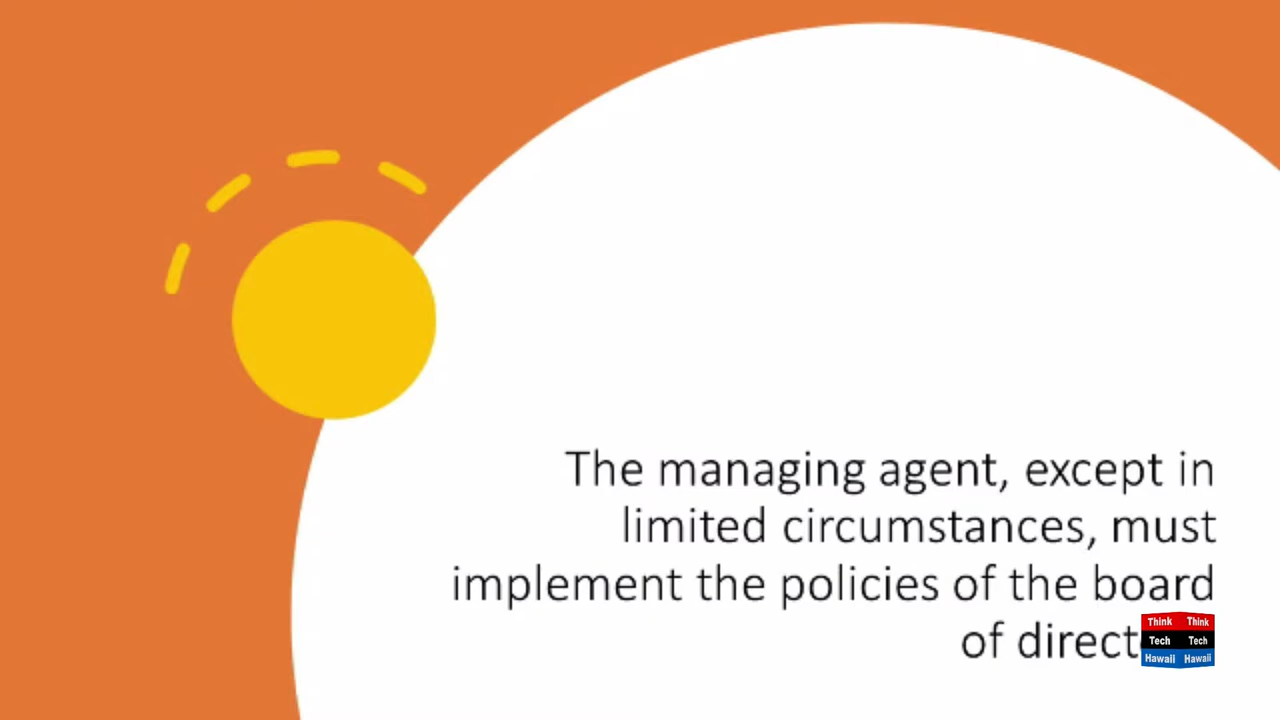 The managing agent, except in
limited circumstances, must
implement the policies of the board
of direct
Think Think
Tech Tech
Hawaii Hawaii